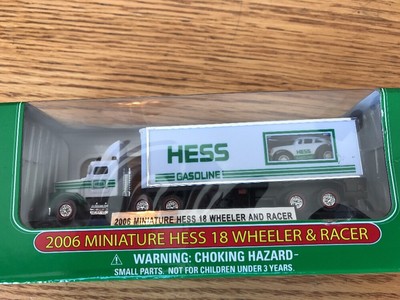 HESS
GASOLINE
2006 MINIATURE HESS 18 WHEELER AND RACER
2006 MINIATURE HESS 18 WHEELER & RACER
WARNING: CHOKING HAZARD-
SMALL PARTS. NOT FOR CHILDREN UNDER 3 YEARS.